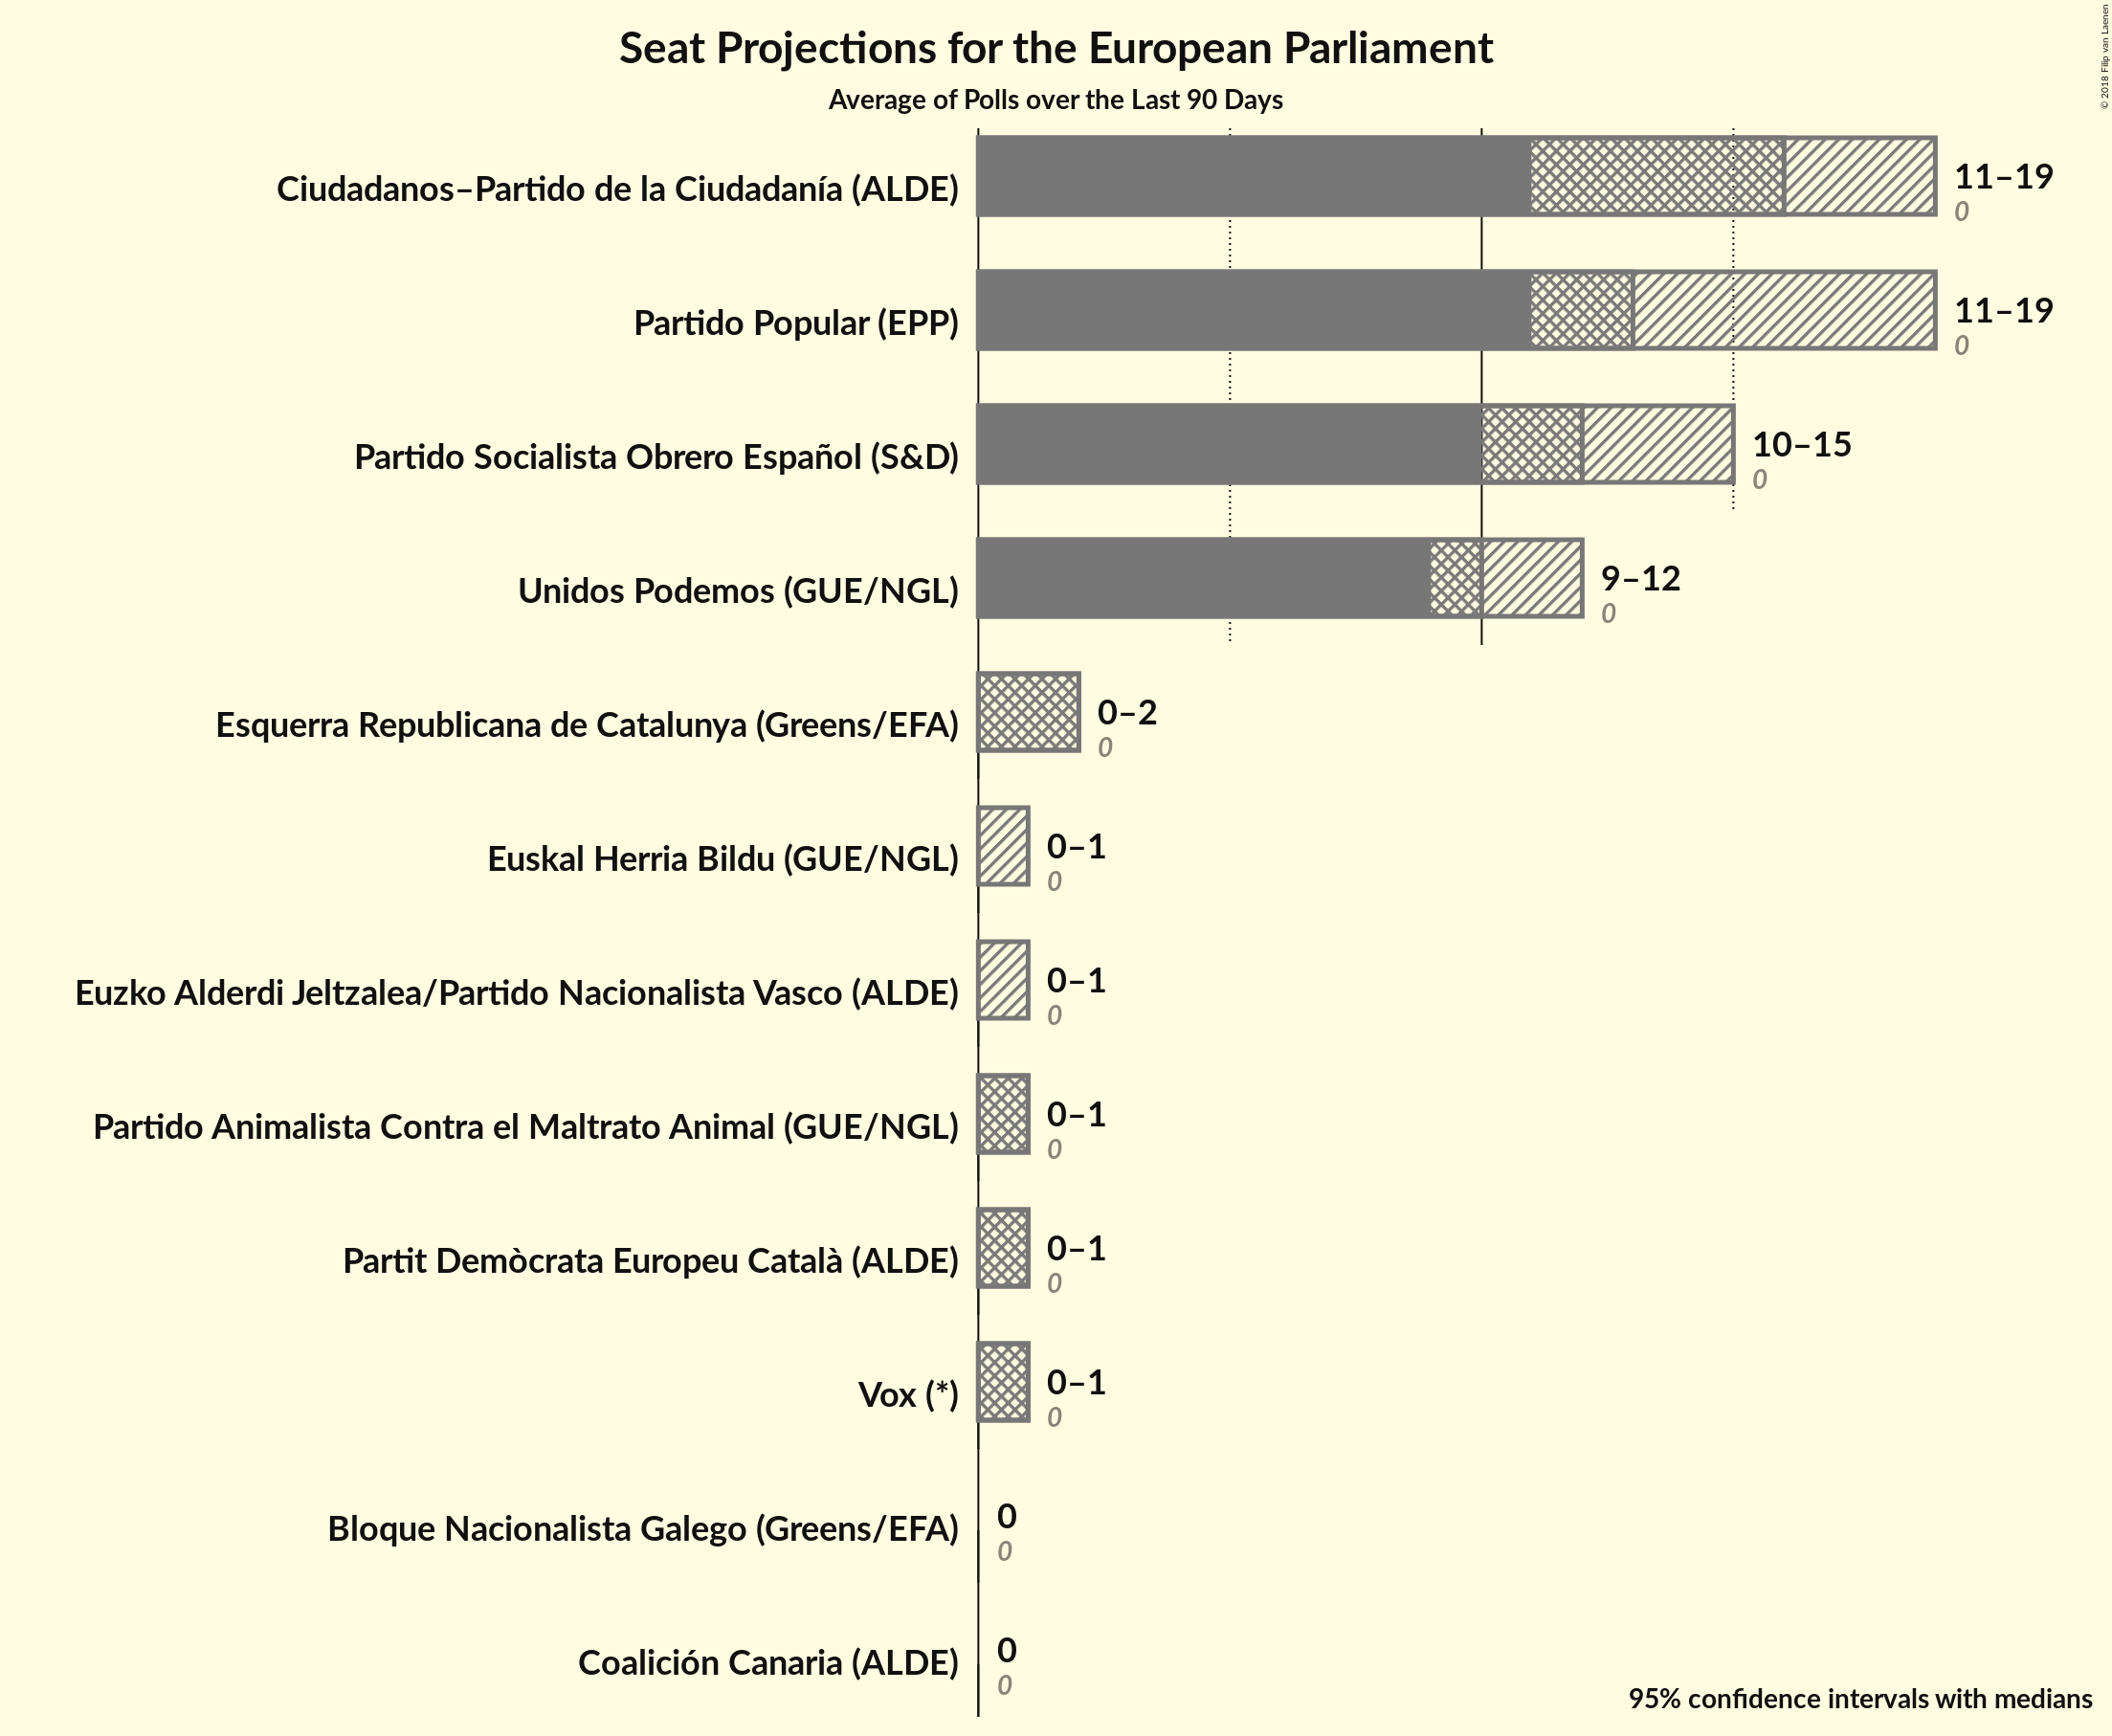 Seat Projections for the European Parliament
Average of Polls over the Last 90 Days
© 2018 Filip van Laenen
Ciudadanos–Partido de la Ciudadanía (ALDE)
11–19
0
Partido Popular (EPP)
11–19
0
Partido Socialista Obrero Español (S&D)
10–15
0
Unidos Podemos (GUE/NGL)
9–12
0
Esquerra Republicana de Catalunya (Greens/EFA)
0–2
0
Euskal Herria Bildu (GUE/NGL)
0–1
0
Euzko Alderdi Jeltzalea/Partido Nacionalista Vasco (ALDE)
0–1
0
Partido Animalista Contra el Maltrato Animal (GUE/NGL)
0–1
0
Partit Demòcrata Europeu Català (ALDE)
0–1
0
Vox (*)
0–1
0
Bloque Nacionalista Galego (Greens/EFA)
0
0
Coalición Canaria (ALDE)
0
0
95% confidence intervals with medians